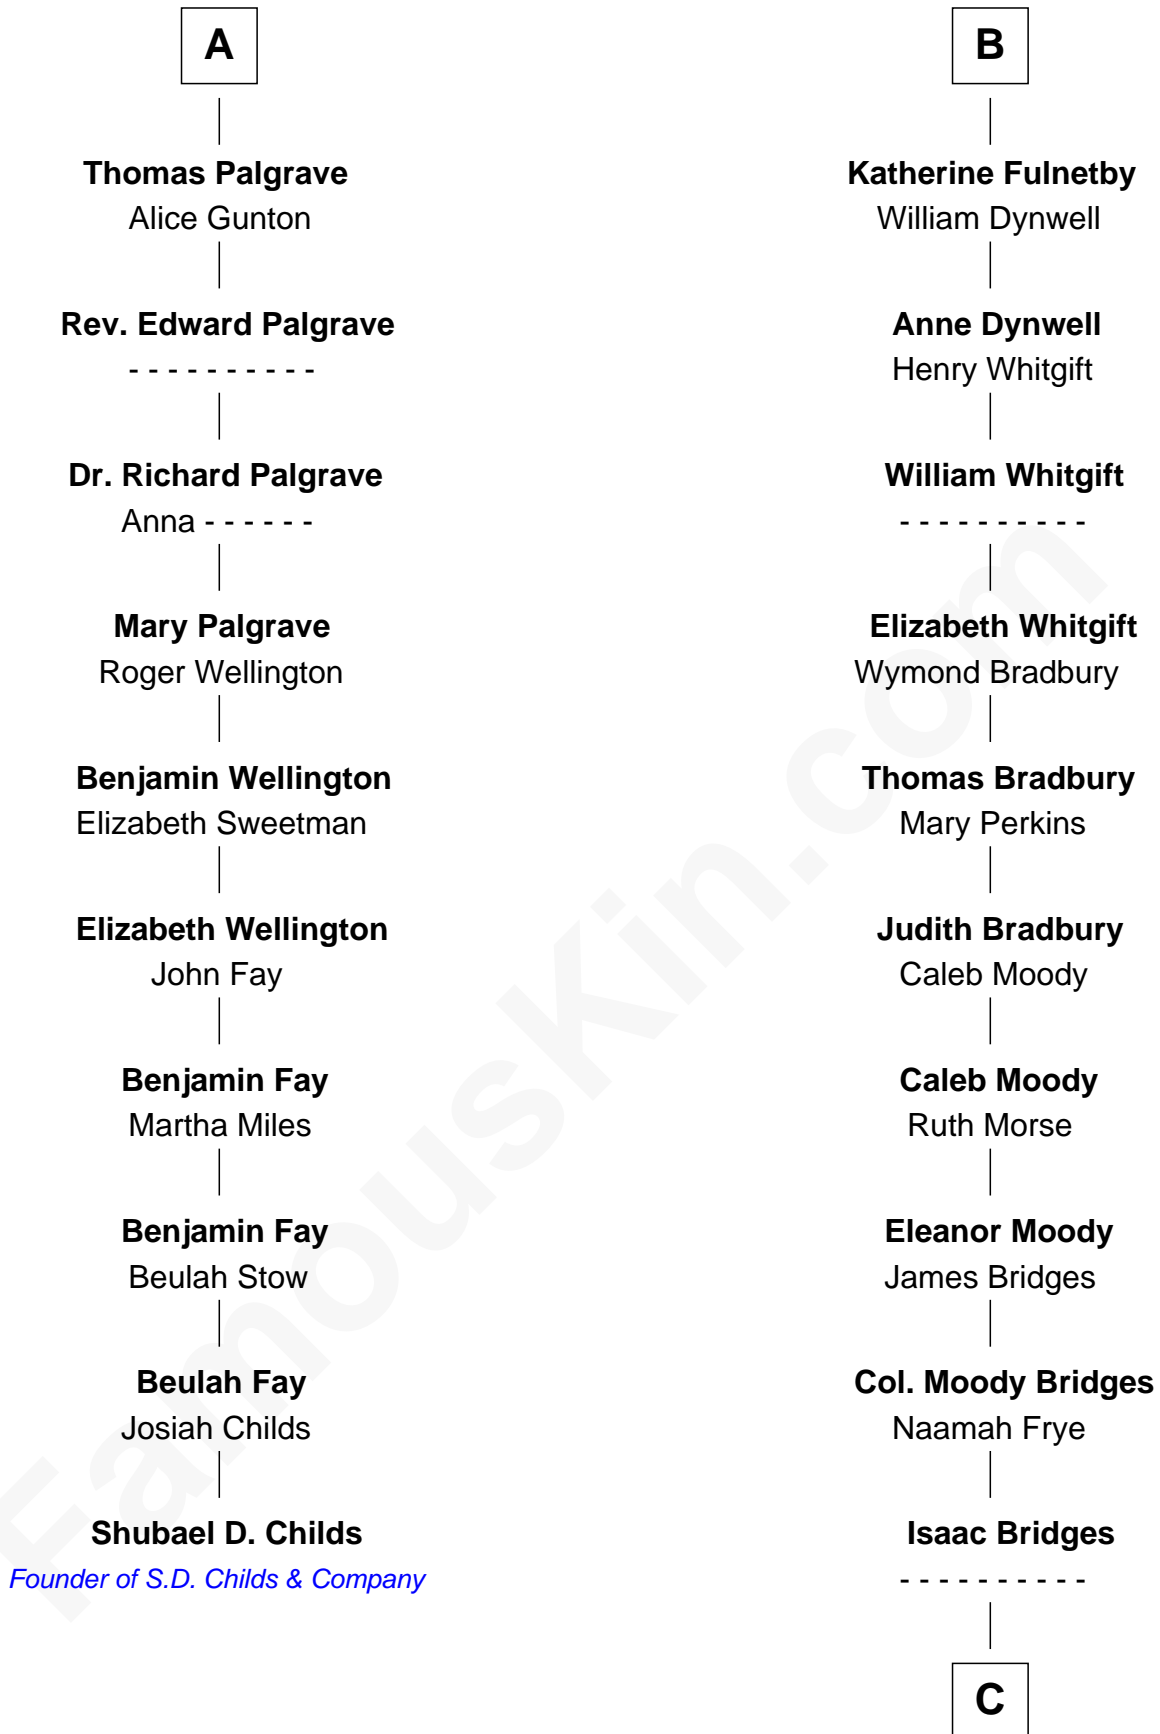 A
Thomas Palgrave
Alice Gunton
Rev. Edward Palgrave
- - - - - - - - - -
Dr. Richard Palgrave
Anna - - - - - -
Mary Palgrave
Roger Wellington
Benjamin Wellington
Elizabeth Sweetman
Elizabeth Wellington
John Fay
Benjamin Fay
Martha Miles
Benjamin Fay
Beulah Stow
Beulah Fay
Josiah Childs
Shubael D. Childs
Founder of S.D. Childs & Company
B
Katherine Fulnetby
William Dynwell
Anne Dynwell
Henry Whitgift
William Whitgift
- - - - - - - - - -
Elizabeth Whitgift
Wymond Bradbury
Thomas Bradbury
Mary Perkins
Judith Bradbury
Caleb Moody
Caleb Moody
Ruth Morse
Eleanor Moody
James Bridges
Col. Moody Bridges
Naamah Frye
Isaac Bridges
- - - - - - - - - -
C
FamousKin.com